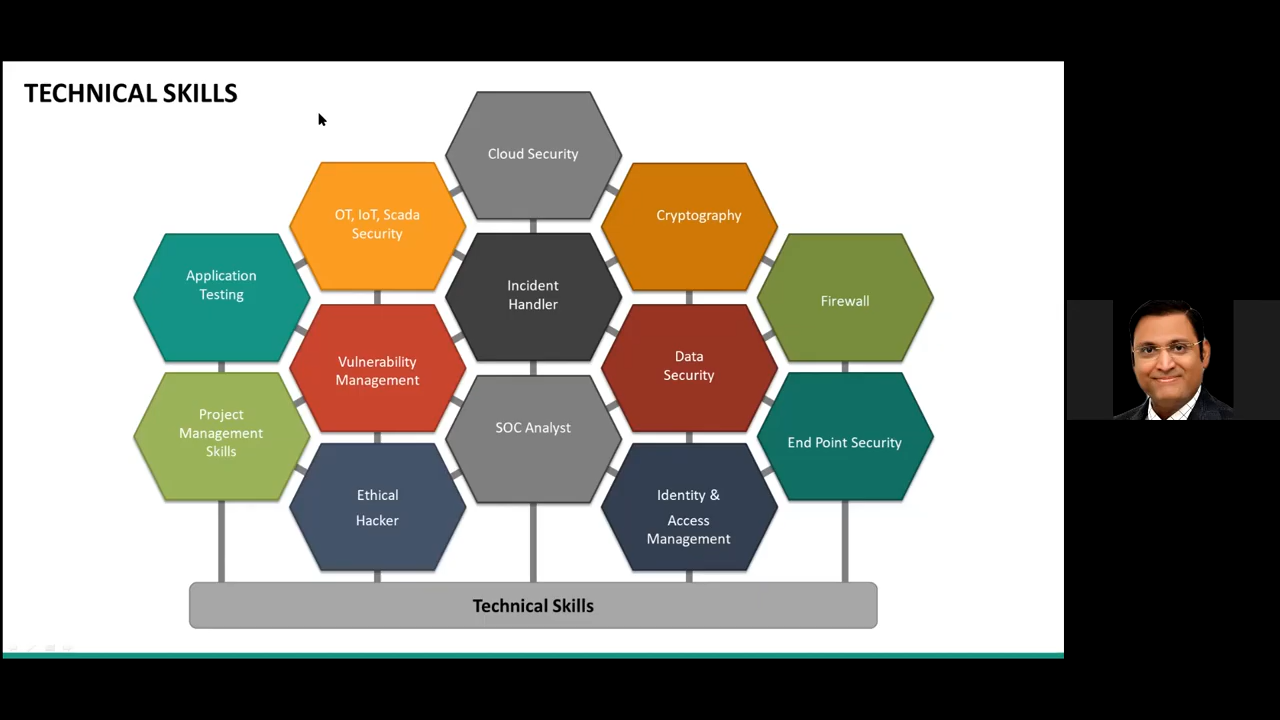 TECHNICAL SKILLS
Cloud Security
OT, IoT, Scada
Security
Cryptography
Application
Testing
Incident
Handler
Firewall
Vulnerability
Management
Data
Security
Project
Management
Skills
SOC Analyst
End Point Security
Ethical
Hacker
Identity &
Access
Management
Technical Skills